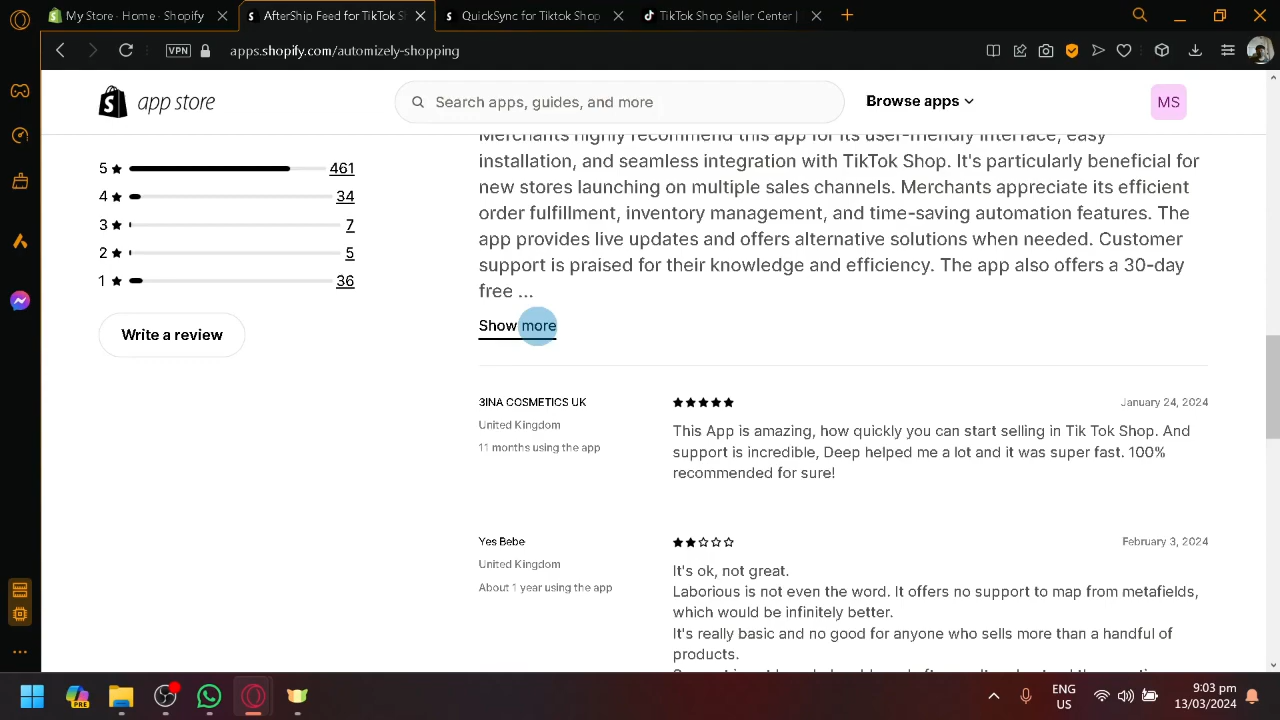 My Store · Home · Shopify
AfterShip Feed for TikTok S
QuickSync for Tiktok Shop
TikTok Shop Seller Center |
VPN
apps.shopify.com/automizely-shopping
app store
Search apps, guides, and more
Browse apps
MS
5 ★ 461
4 ★ 34
3 ★ 7
2 ★ 5
1 ★ 36
Write a review
Merchants highly recommend this app for its user-friendly interface, easy
installation, and seamless integration with TikTok Shop. It's particularly beneficial for
new stores launching on multiple sales channels. Merchants appreciate its efficient
order fulfillment, inventory management, and time-saving automation features. The
app provides live updates and offers alternative solutions when needed. Customer
support is praised for their knowledge and efficiency. The app also offers a 30-day
free ...
Show more
3INA COSMETICS UK
United Kingdom
11 months using the app
★★★★★
January 24, 2024
This App is amazing, how quickly you can start selling in Tik Tok Shop. And
support is incredible, Deep helped me a lot and it was super fast. 100%
recommended for sure!
Yes Bebe
United Kingdom
About 1 year using the app
★★☆☆☆
February 3, 2024
It's ok, not great.
Laborious is not even the word. It offers no support to map from metafields,
which would be infinitely better.
It's really basic and no good for anyone who sells more than a handful of
products.
PRE
ENG
US
9:03 pm
13/03/2024